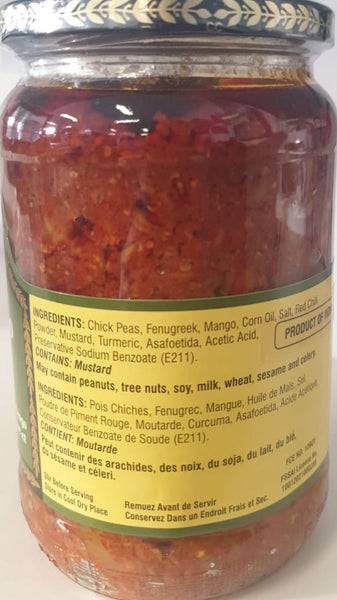 INGREDIENTS: Chick Peas, Fenugreek, Mango, Corn Oil, Salt, Red Chili
Powder, Mustard, Turmeric, Asafoetida, Acetic Acid,
Preservative Sodium Benzoate (E211).
CONTAINS: Mustard
May contain peanuts, tree nuts, soy, milk, wheat, sesame and celery.
PRODUCT OF
INGREDIENTS: Pois Chiches, Fenugrec, Mangue, Huile de Maïs, Sel,
Poudre de Piment Rouge, Moutarde, Curcuma, Asafoetida, Acide Acétique,
Conservateur Benzoate de Soude (E211).
CONTIENT: Moutarde
Peut contenir des arachides, des noix, du soja, du lait, du blé,
du sésame et céleri.
Stir Before Serving
Store in Cool Dry Place
Remuez Avant de Servir
Conservez Dans un Endroit Frais et Sec.
FSSAI License No.